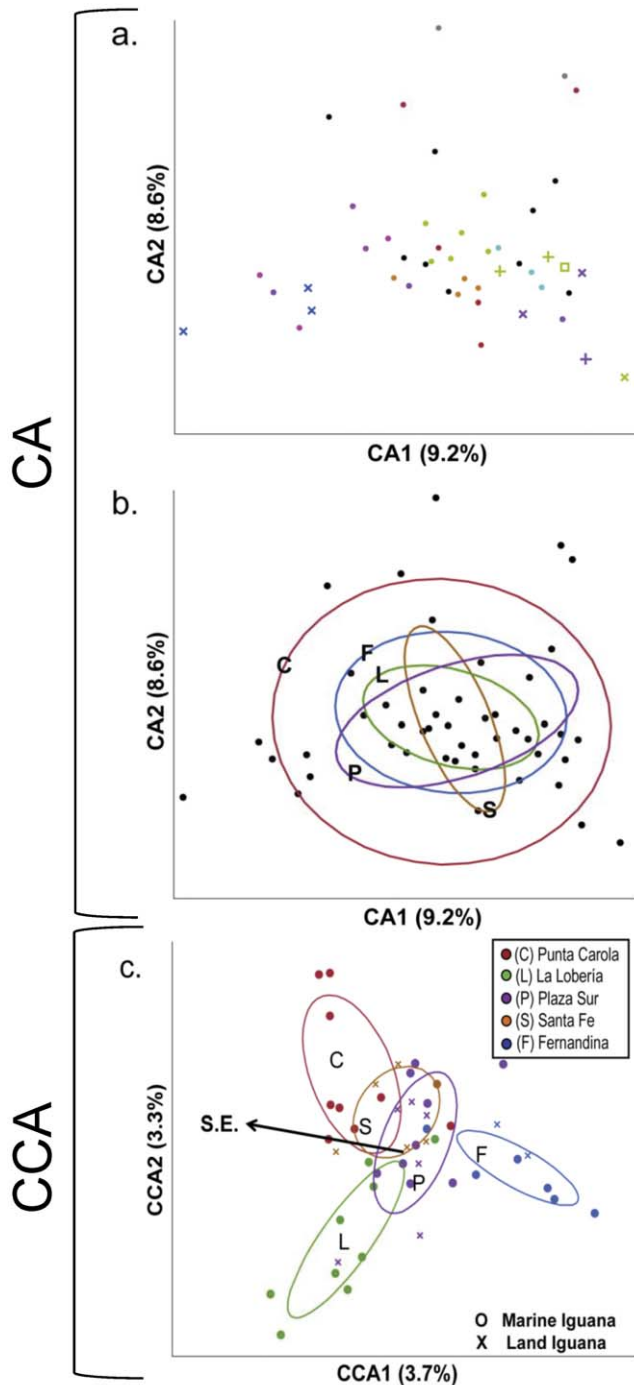 CA
a.
CA2 (8.6%)
CA1 (9.2%)
b.
CA2 (8.6%)
C
F
L
P
S
CA1 (9.2%)
CCA
c.
CCA2 (3.3%)
(C) Punta Carola
(L) La Loberia
(P) Plaza Sur
(S) Santa Fe
(F) Fernandina
C
S
S.E.
F
P
L
O Marine Iguana
X Land Iguana
CCA1 (3.7%)